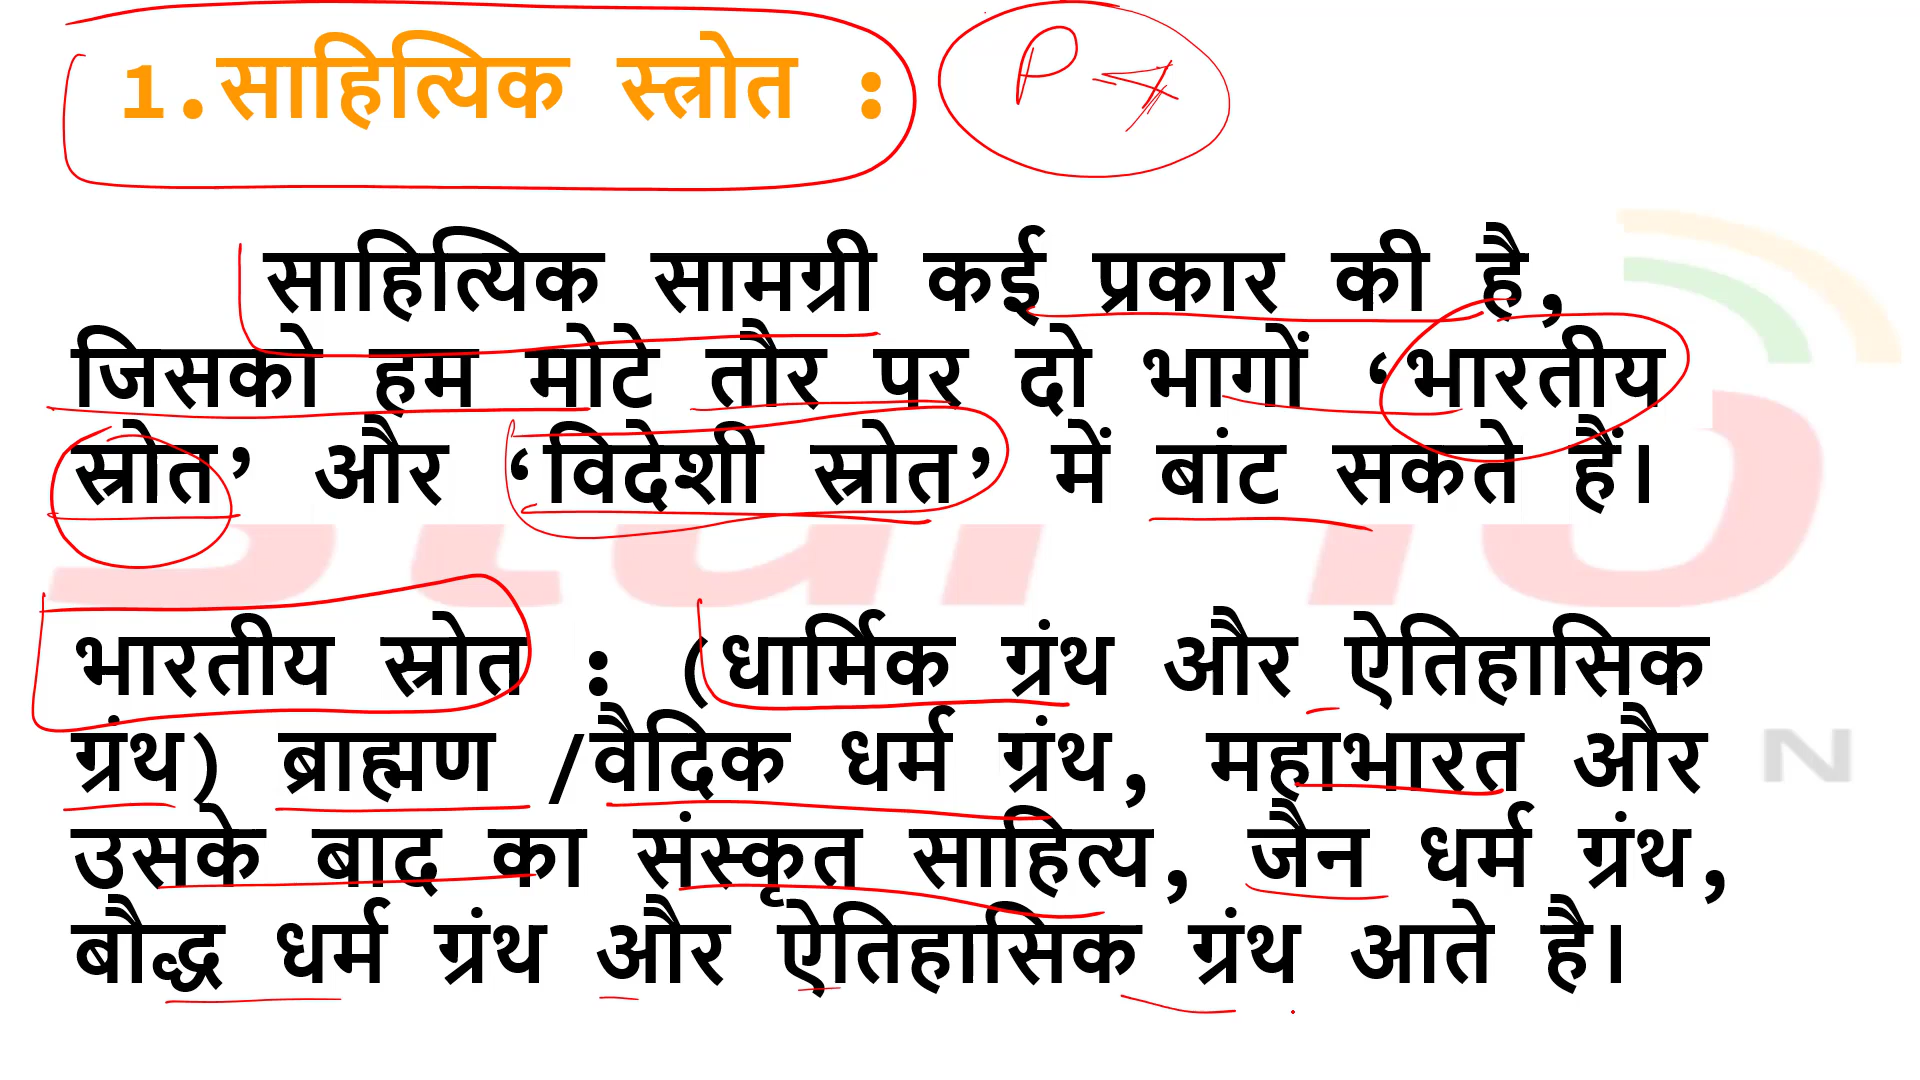 1.साहित्यिक स्त्रोत :
साहित्यिक सामग्री कई प्रकार की है,
जिसको हम मोटे तौर पर दो भागों ‘भारतीय
स्रोत’ और ‘विदेशी स्रोत’ में बांट सकते हैं।
भारतीय स्रोत : (धार्मिक ग्रंथ और ऐतिहासिक
ग्रंथ) ब्राह्मण /वैदिक धर्म ग्रंथ, महाभारत और
उसके बाद का संस्कृत साहित्य, जैन धर्म ग्रंथ,
बौद्ध धर्म ग्रंथ और ऐतिहासिक ग्रंथ आते है।
N